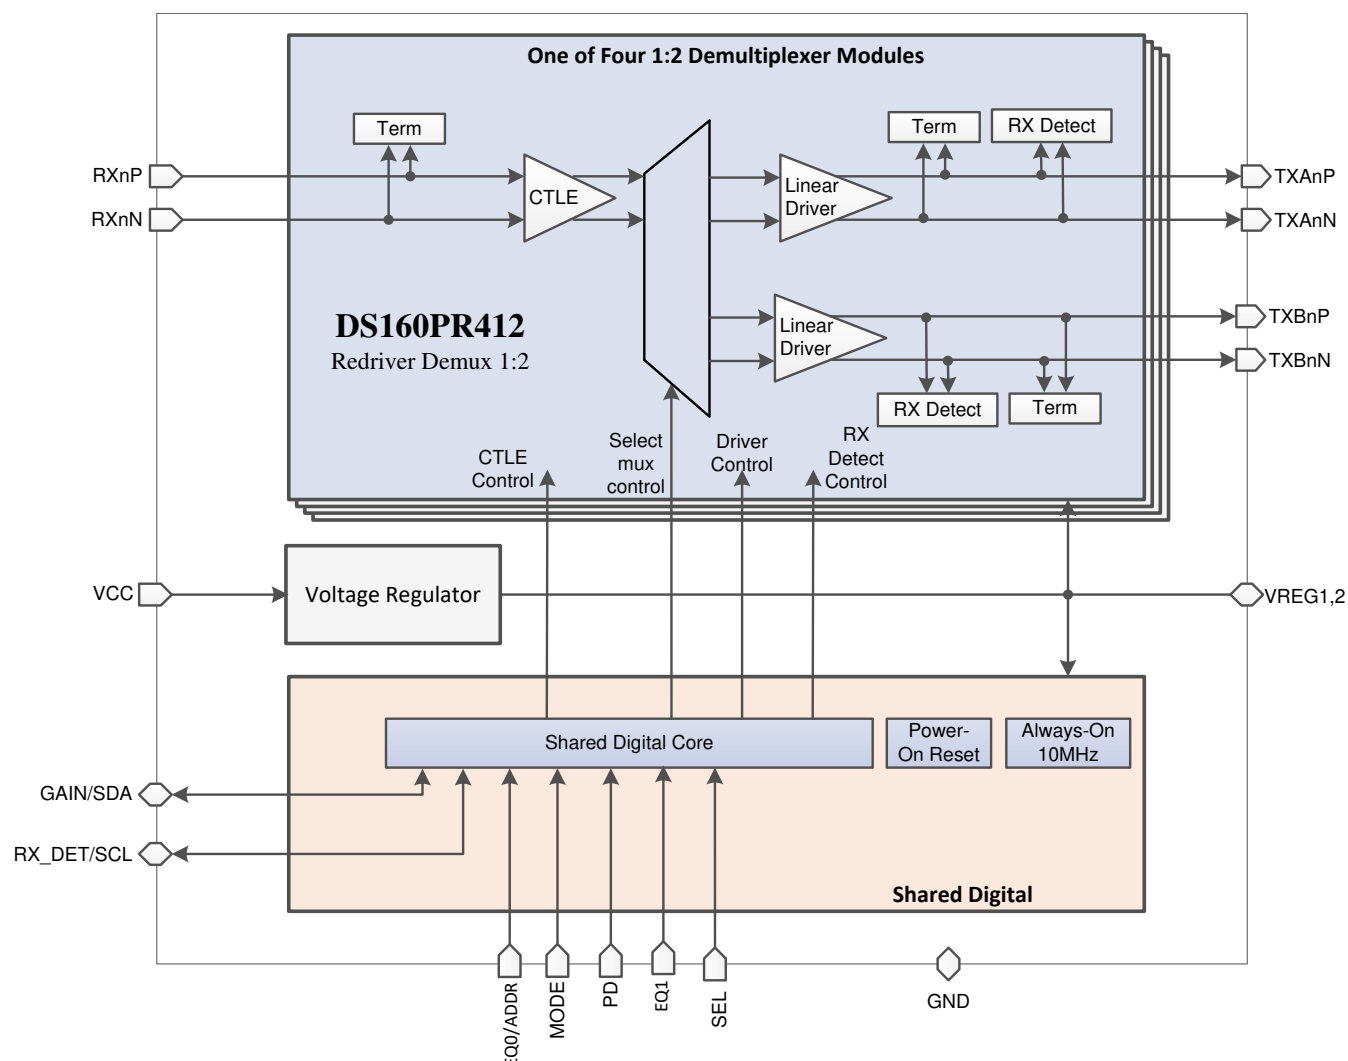 One of Four 1:2 Demultiplexer Modules
Term
Term
RX Detect
RXnP
CTLE
Linear
Driver
TXAnP
RXnN
TXAnN
DS160PR412
Redriver Demux 1:2
Linear
Driver
TXBnP
TXBnN
RX Detect
Term
CTLE
Control
Select
mux
control
Driver
Control
RX
Detect
Control
VCC
Voltage Regulator
VREG1,2
Shared Digital Core
Power-
On Reset
Always-On
10MHz
GAIN/SDA
RX_DET/SCL
Shared Digital
EQ0/ADDR
MODE
PD
EQ1
SEL
GND